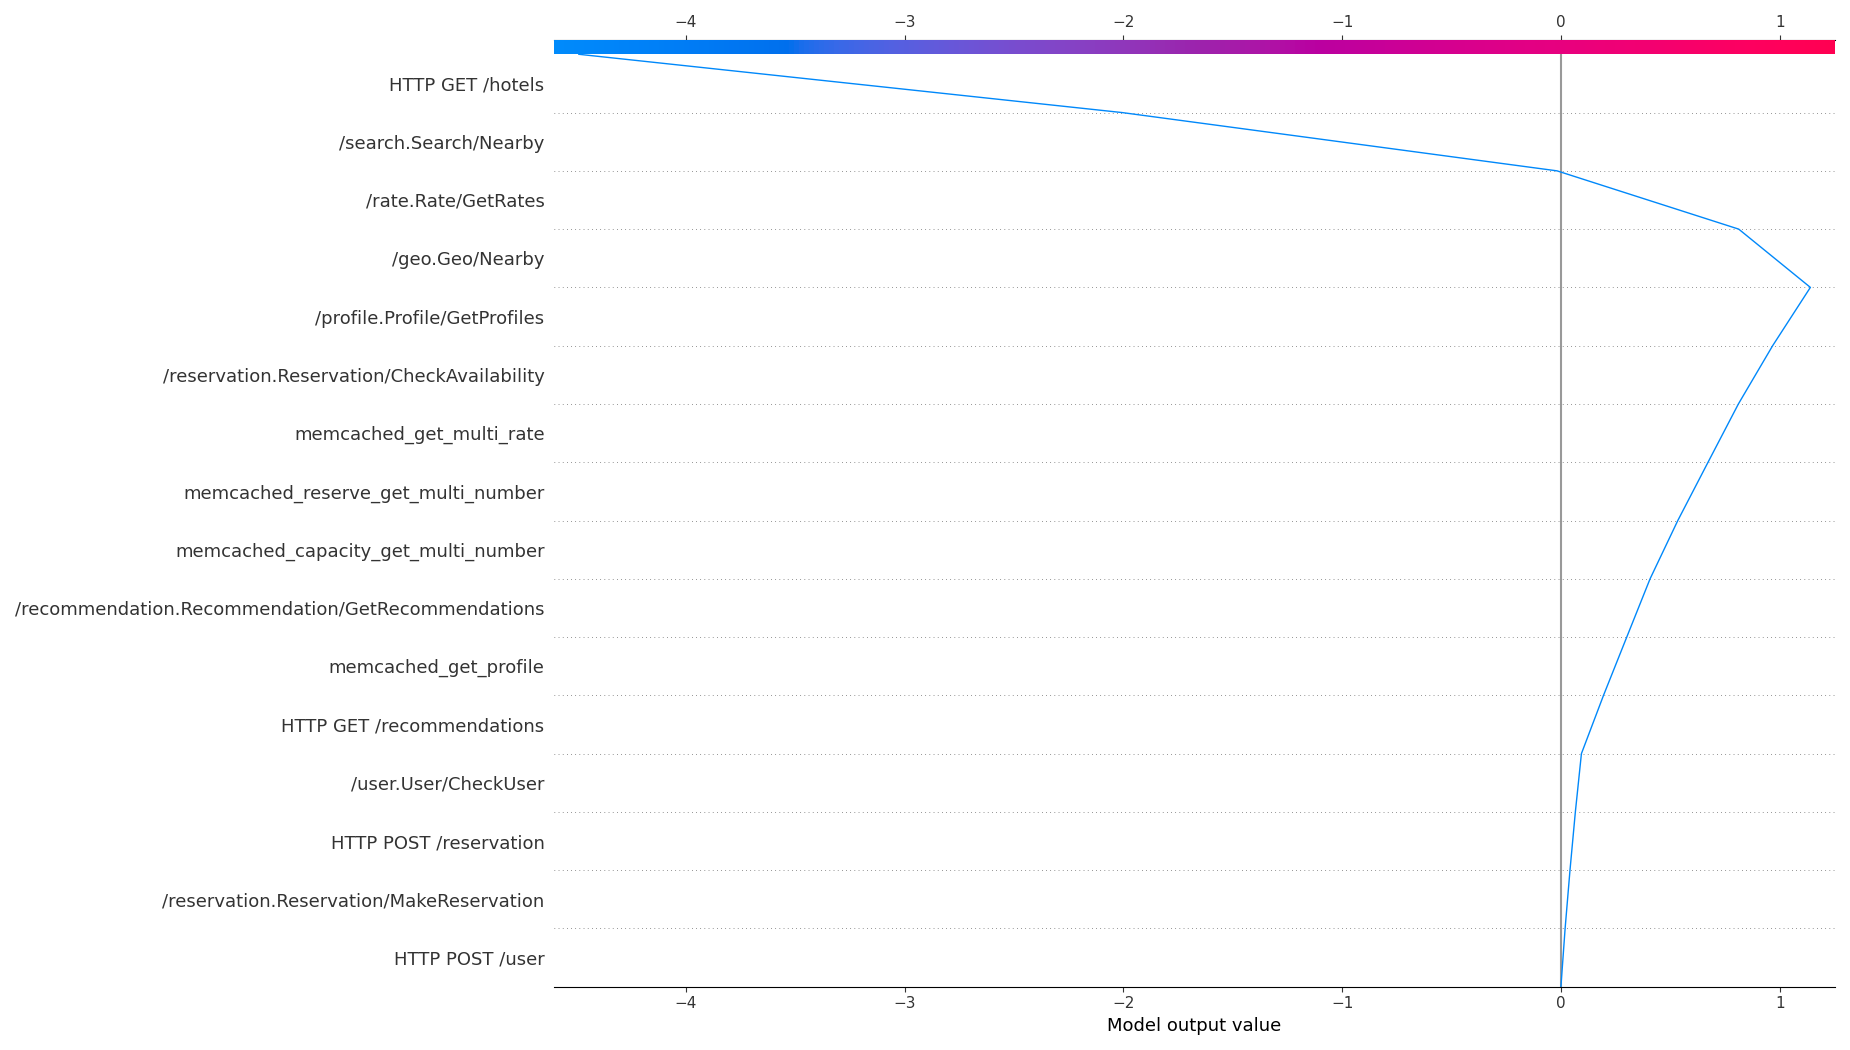 −4 −3 −2 −1 0 1
HTTP GET /hotels
/search.Search/Nearby
/rate.Rate/GetRates
/geo.Geo/Nearby
/profile.Profile/GetProfiles
/reservation.Reservation/CheckAvailability
memcached_get_multi_rate
memcached_reserve_get_multi_number
memcached_capacity_get_multi_number
/recommendation.Recommendation/GetRecommendations
memcached_get_profile
HTTP GET /recommendations
/user.User/CheckUser
HTTP POST /reservation
/reservation.Reservation/MakeReservation
HTTP POST /user
−4 −3 −2 −1 0 1
Model output value